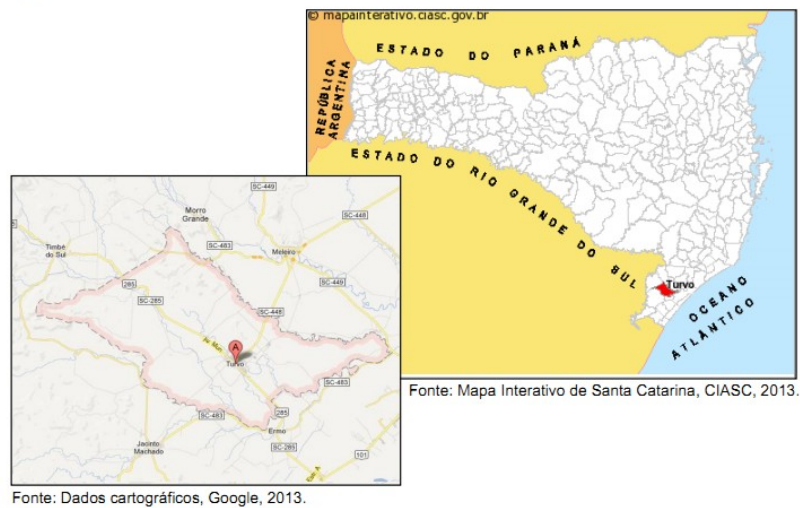 © mapainterativo.ciasc.gov.br
ESTADO DO PARANÁ
REPÚBLICA
ARGENTINA
ESTADO DO RIO GRANDE DO SUL
Turvo
OCEANO
ATLÂNTICO
Fonte: Mapa Interativo de Santa Catarina, CIASC, 2013.
SC-449
Morro
Grande
SC-448
SC-483
Timbé
do Sul
Meleiro
285
SC-449
SC-285
SC-448
Av. Mun.
A
Turvo
SC-483
SC-483
285
Ermo
SC-285
Jacinto
Machado
101
Fonte: Dados cartográficos, Google, 2013.